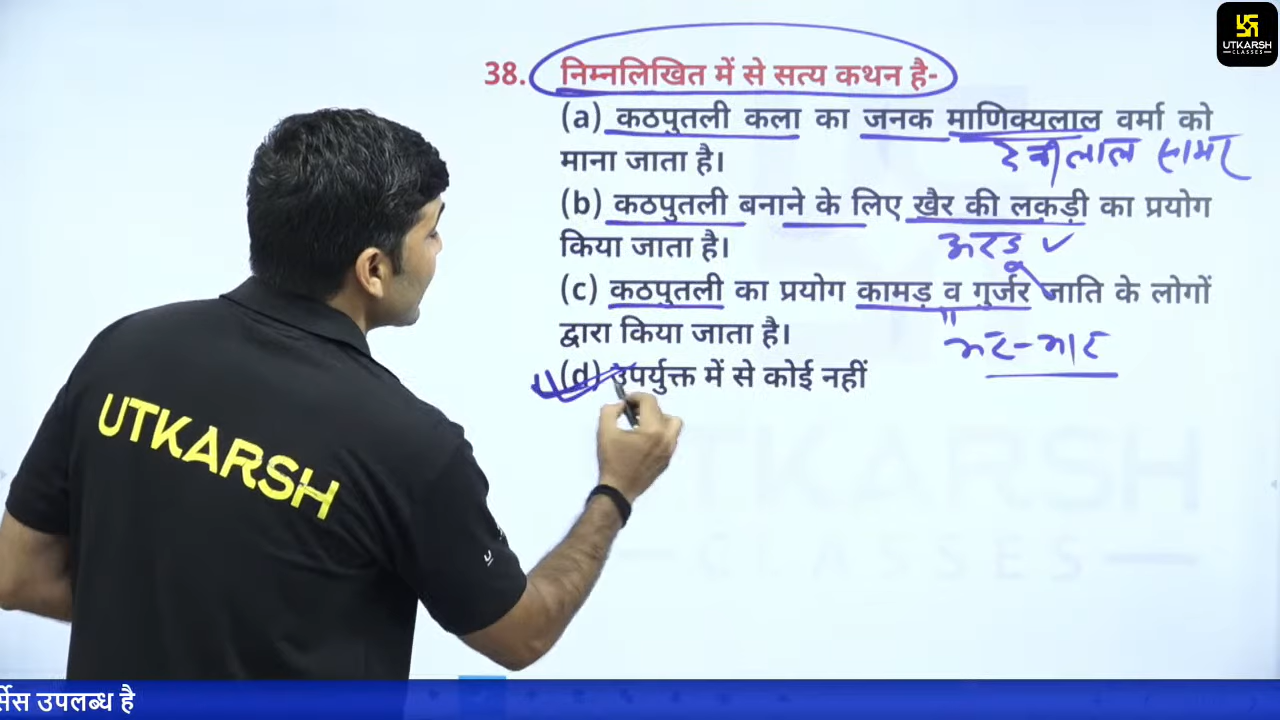 UTKARSH
CLASSES
38. निम्नलिखित में से सत्य कथन है-
(a) कठपुतली कला का जनक माणिक्यलाल वर्मा को
देवीलाल सामर
माना जाता है।
(b) कठपुतली बनाने के लिए खैर की लकड़ी का प्रयोग
किया जाता है।
अरडू
(c) कठपुतली का प्रयोग कामड़ व गुर्जर जाति के लोगों
द्वारा किया जाता है।
नट-भाट
(d) उपर्युक्त में से कोई नहीं
UTKARSH
UTKARSH
CLASSES
र्सेस उपलब्ध है